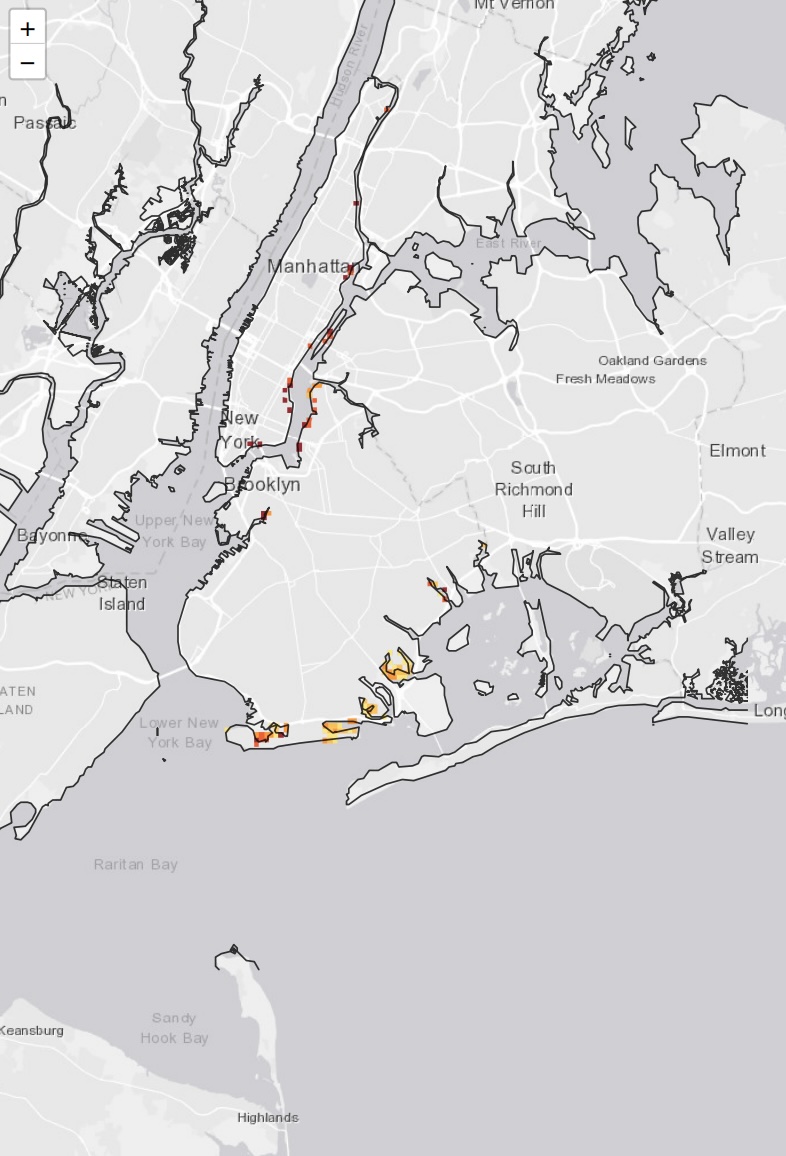 Mt Vernon
+
−
Hudson River
n
Passaic
East River
Manhattan
Oakland Gardens
Fresh Meadows
New
York
Elmont
South
Richmond
Hill
Brooklyn
Upper New
York Bay
Bayonne
Valley
Stream
Staten
Island
NEW YORK
ATEN
LAND
Long
Lower New
York Bay
Raritan Bay
Sandy
Hook Bay
Keansburg
Highlands